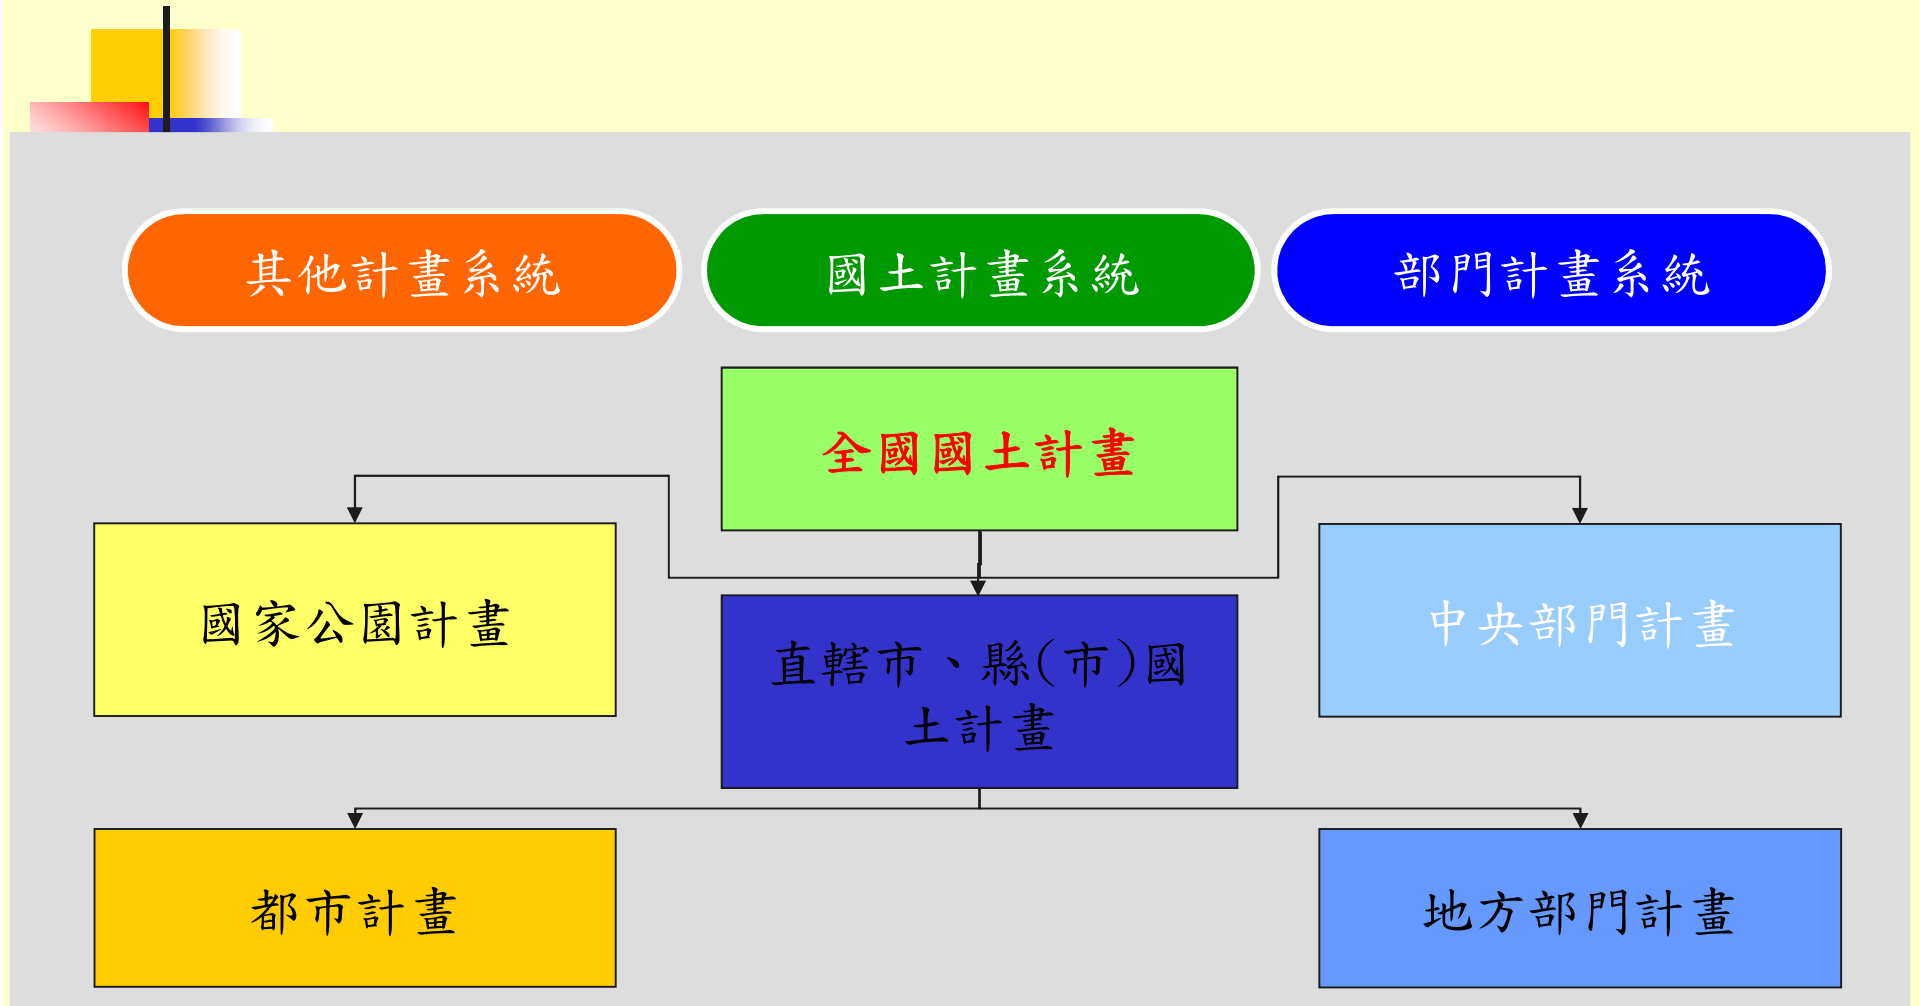 其他計畫系統
國土計畫系統
部門計畫系統
全國國土計畫
國家公園計畫
直轄市、縣(市)國
土計畫
中央部門計畫
都市計畫
地方部門計畫